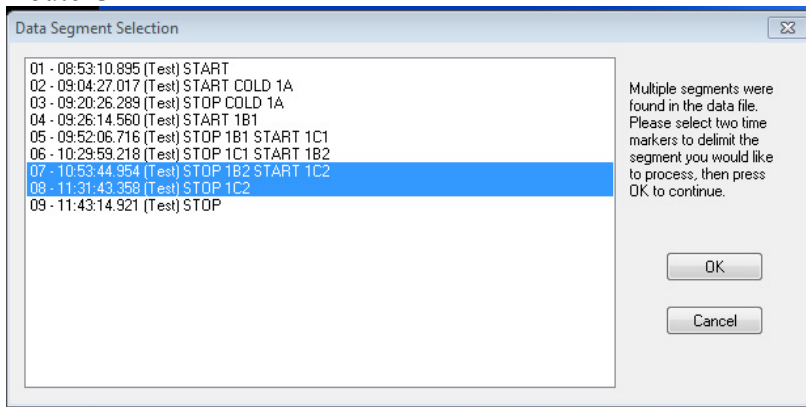 Data Segment Selection
01 - 08:53:10.895 (Test) START
02 - 09:04:27.017 (Test) START COLD 1A
03 - 09:20:26.289 (Test) STOP COLD 1A
04 - 09:26:14.560 (Test) START 1B1
05 - 09:52:06.716 (Test) STOP 1B1 START 1C1
06 - 10:29:59.218 (Test) STOP 1C1 START 1B2
07 - 10:53:44.954 (Test) STOP 1B2 START 1C2
08 - 11:31:43.358 (Test) STOP 1C2
09 - 11:43:14.921 (Test) STOP
Multiple segments were
found in the data file.
Please select two time
markers to delimit the
segment you would like
to process, then press
OK to continue.
OK
Cancel